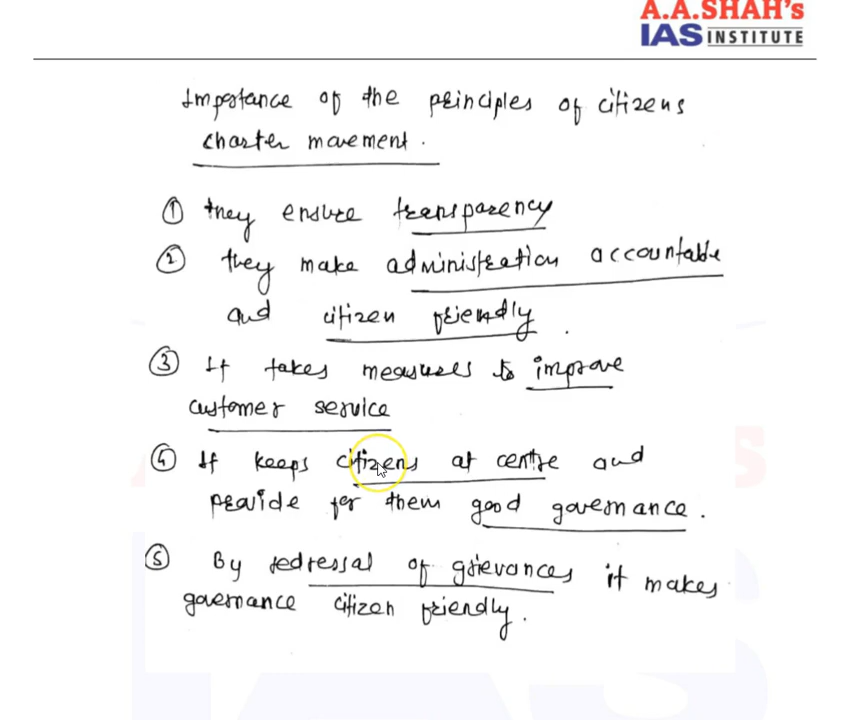 A.A.SHAH's
IAS INSTITUTE
Importance of the principles of citizens
charter movement.
① they ensure transparency
② they make administration accountable
and citizen friendly.
③ It takes measures to improve
customer service
④ It keeps citizens at centre and
provide for them good governance.
⑤ By redressal of grievances it makes
governance citizen friendly.